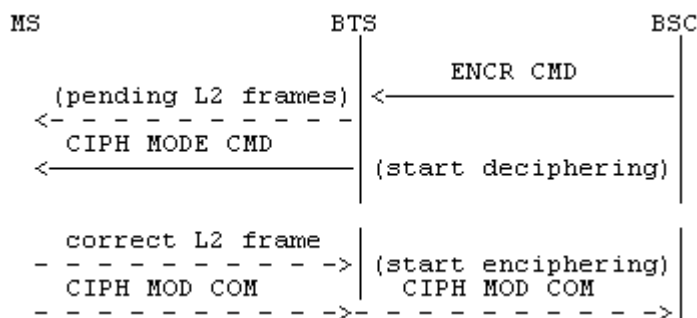 MS BTS BSC
ENCR CMD
(pending L2 frames)
CIPH MODE CMD
(start deciphering)
correct L2 frame
(start enciphering)
CIPH MOD COM CIPH MOD COM